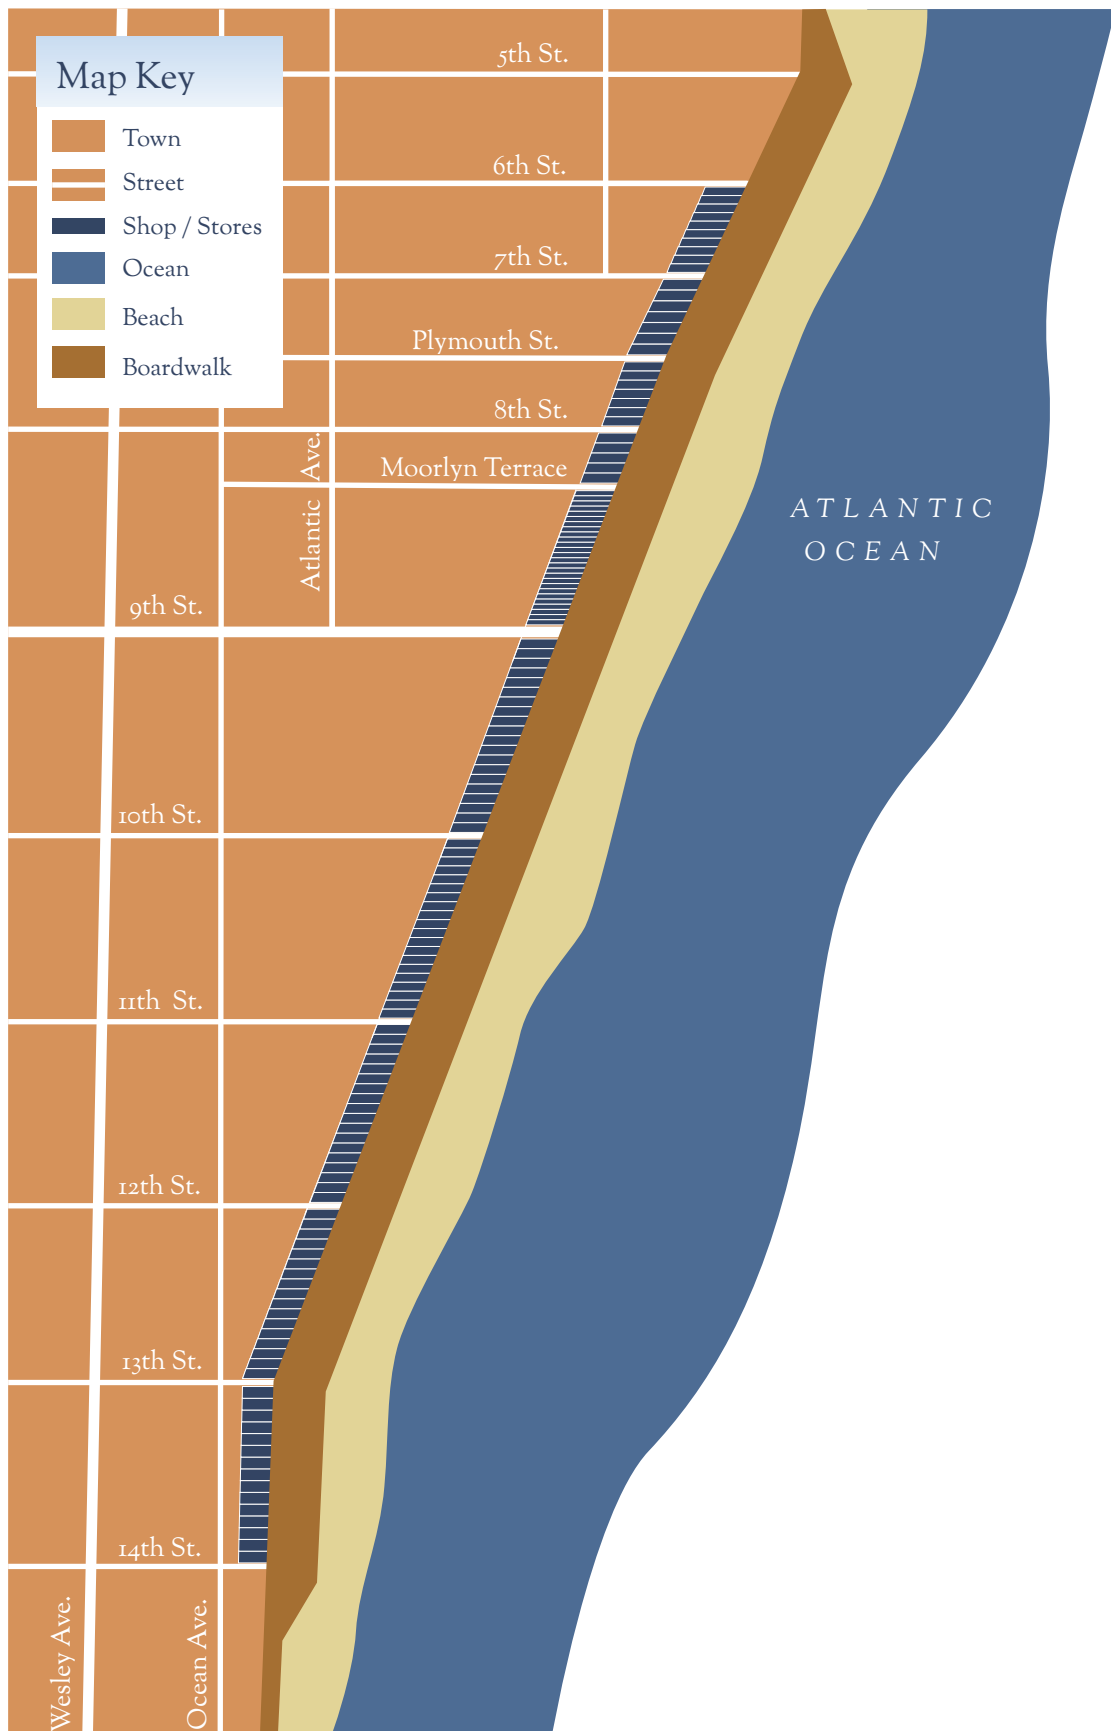 5th St.
Map Key
Town
6th St.
Street
Shop / Stores
7th St.
Ocean
Beach
Plymouth St.
Boardwalk
8th St.
Atlantic Ave.
Moorlyn Terrace
ATLANTIC
OCEAN
9th St.
10th St.
11th St.
12th St.
13th St.
14th St.
Wesley Ave.
Ocean Ave.